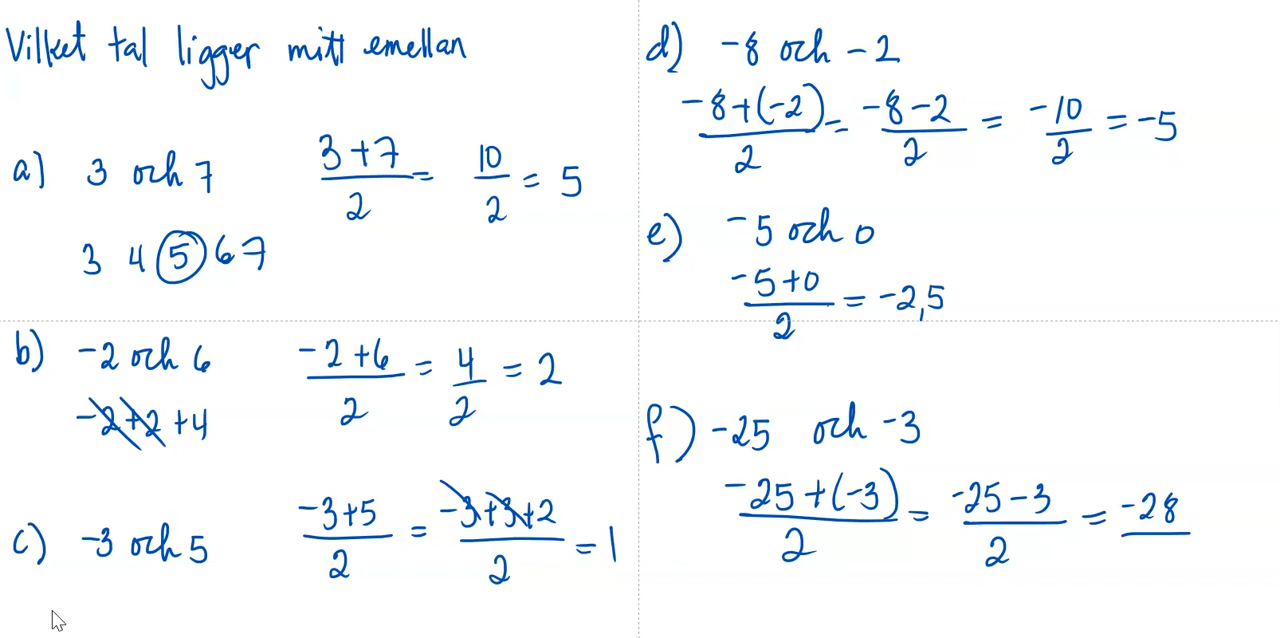 Vilket tal ligger mitt emellan
a) 3 och 7 (3+7)/2 = 10/2 = 5
3 4 5 6 7
b) -2 och 6 (-2+6)/2 = 4/2 = 2
-2+2+4
c) -3 och 5 (-3+5)/2 = (-3+3+2)/2 = 1
d) -8 och -2
(-8+(-2))/2 = (-8-2)/2 = -10/2 = -5
e) -5 och 0
(-5+0)/2 = -2,5
f) -25 och -3
(-25+(-3))/2 = (-25-3)/2 = -28/